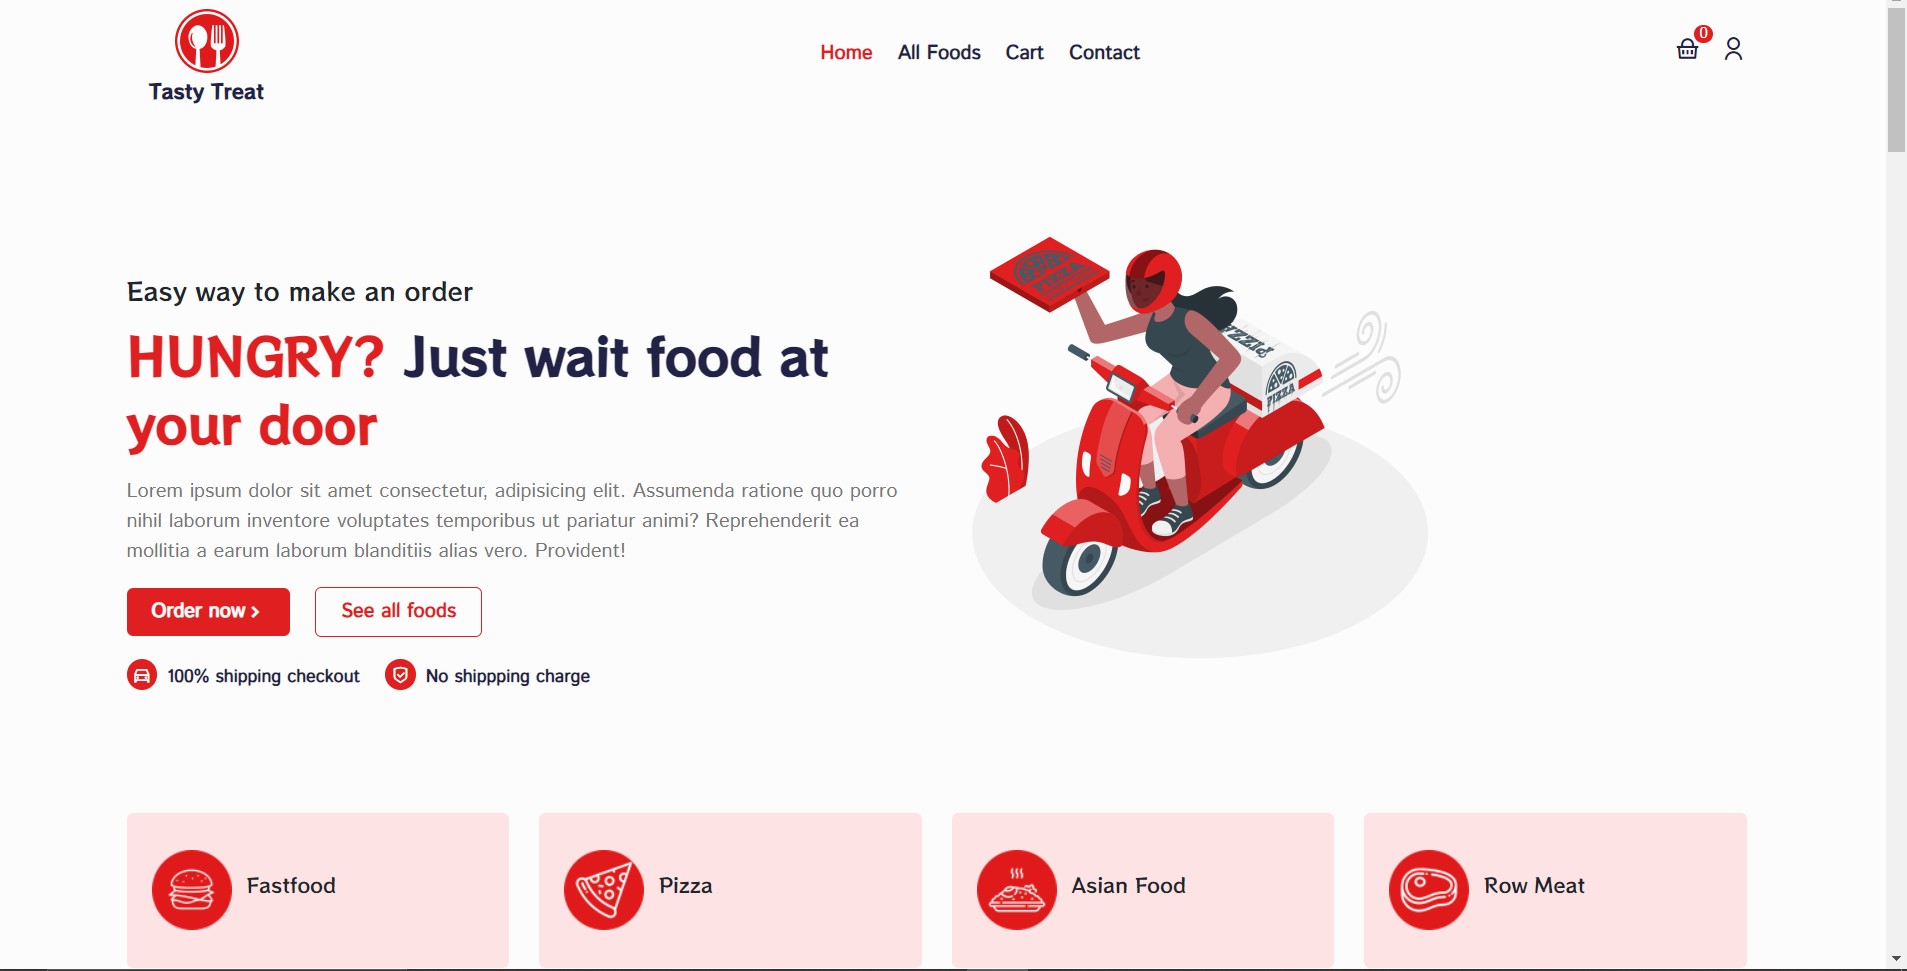 Tasty Treat
Home All Foods Cart Contact
0
Easy way to make an order
HUNGRY? Just wait food at
your door
Lorem ipsum dolor sit amet consectetur, adipisicing elit. Assumenda ratione quo porro
nihil laborum inventore voluptates temporibus ut pariatur animi? Reprehenderit ea
mollitia a earum laborum blanditiis alias vero. Provident!
Order now See all foods
100% shipping checkout No shippping charge
PIZZA
PIZZA
PIZZA
Fastfood Pizza Asian Food Row Meat